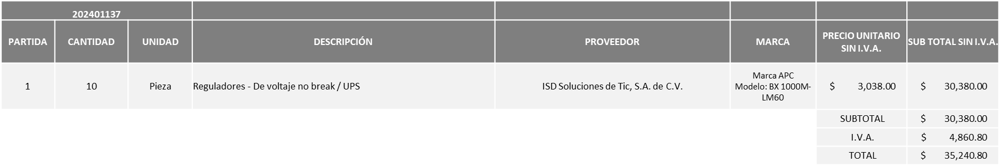 202401137
PARTIDA CANTIDAD UNIDAD DESCRIPCIÓN PROVEEDOR MARCA PRECIO UNITARIO SUB TOTAL SIN I.V.A.
SIN I.V.A.
1 10 Pieza Reguladores - De voltaje no break / UPS ISD Soluciones de Tic, S.A. de C.V. Marca APC $ 3,038.00 $ 30,380.00
Modelo: BX 1000M-
LM60
SUBTOTAL $ 30,380.00
I.V.A. $ 4,860.80
TOTAL $ 35,240.80